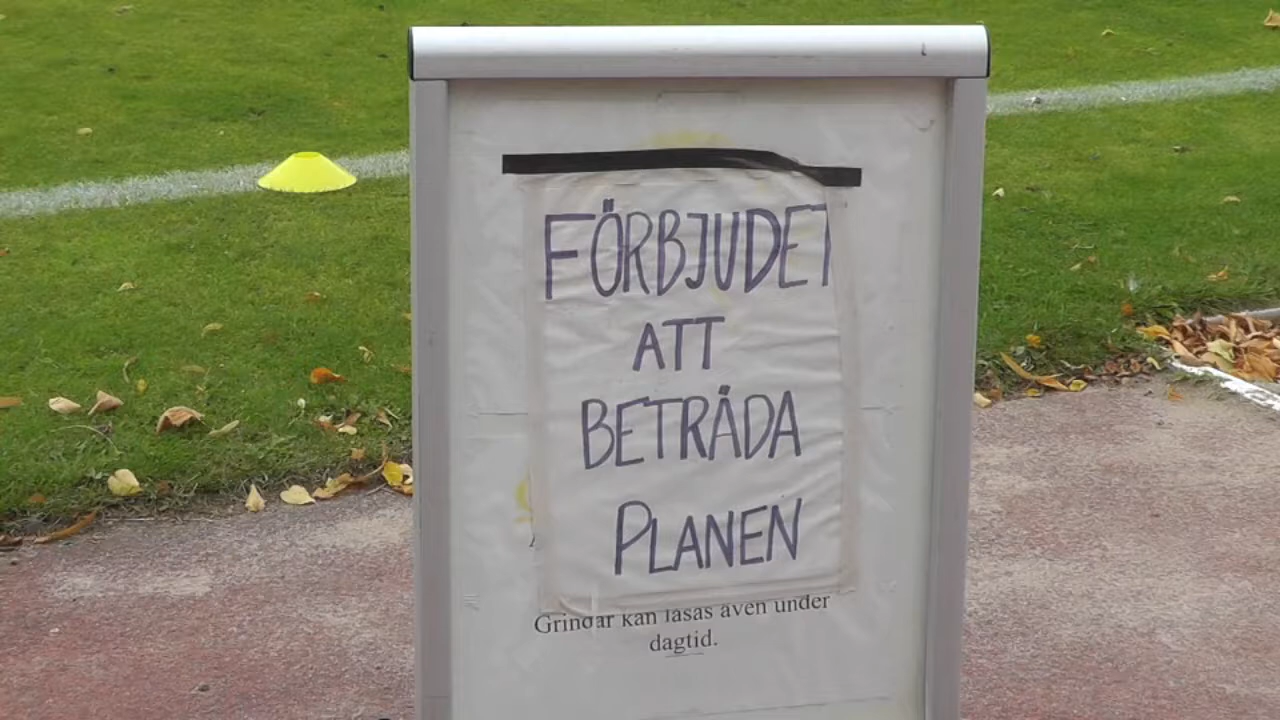 FÖRBJUDET
ATT
BETRÄDA
PLANEN
Grindar kan låsas även under
dagtid.